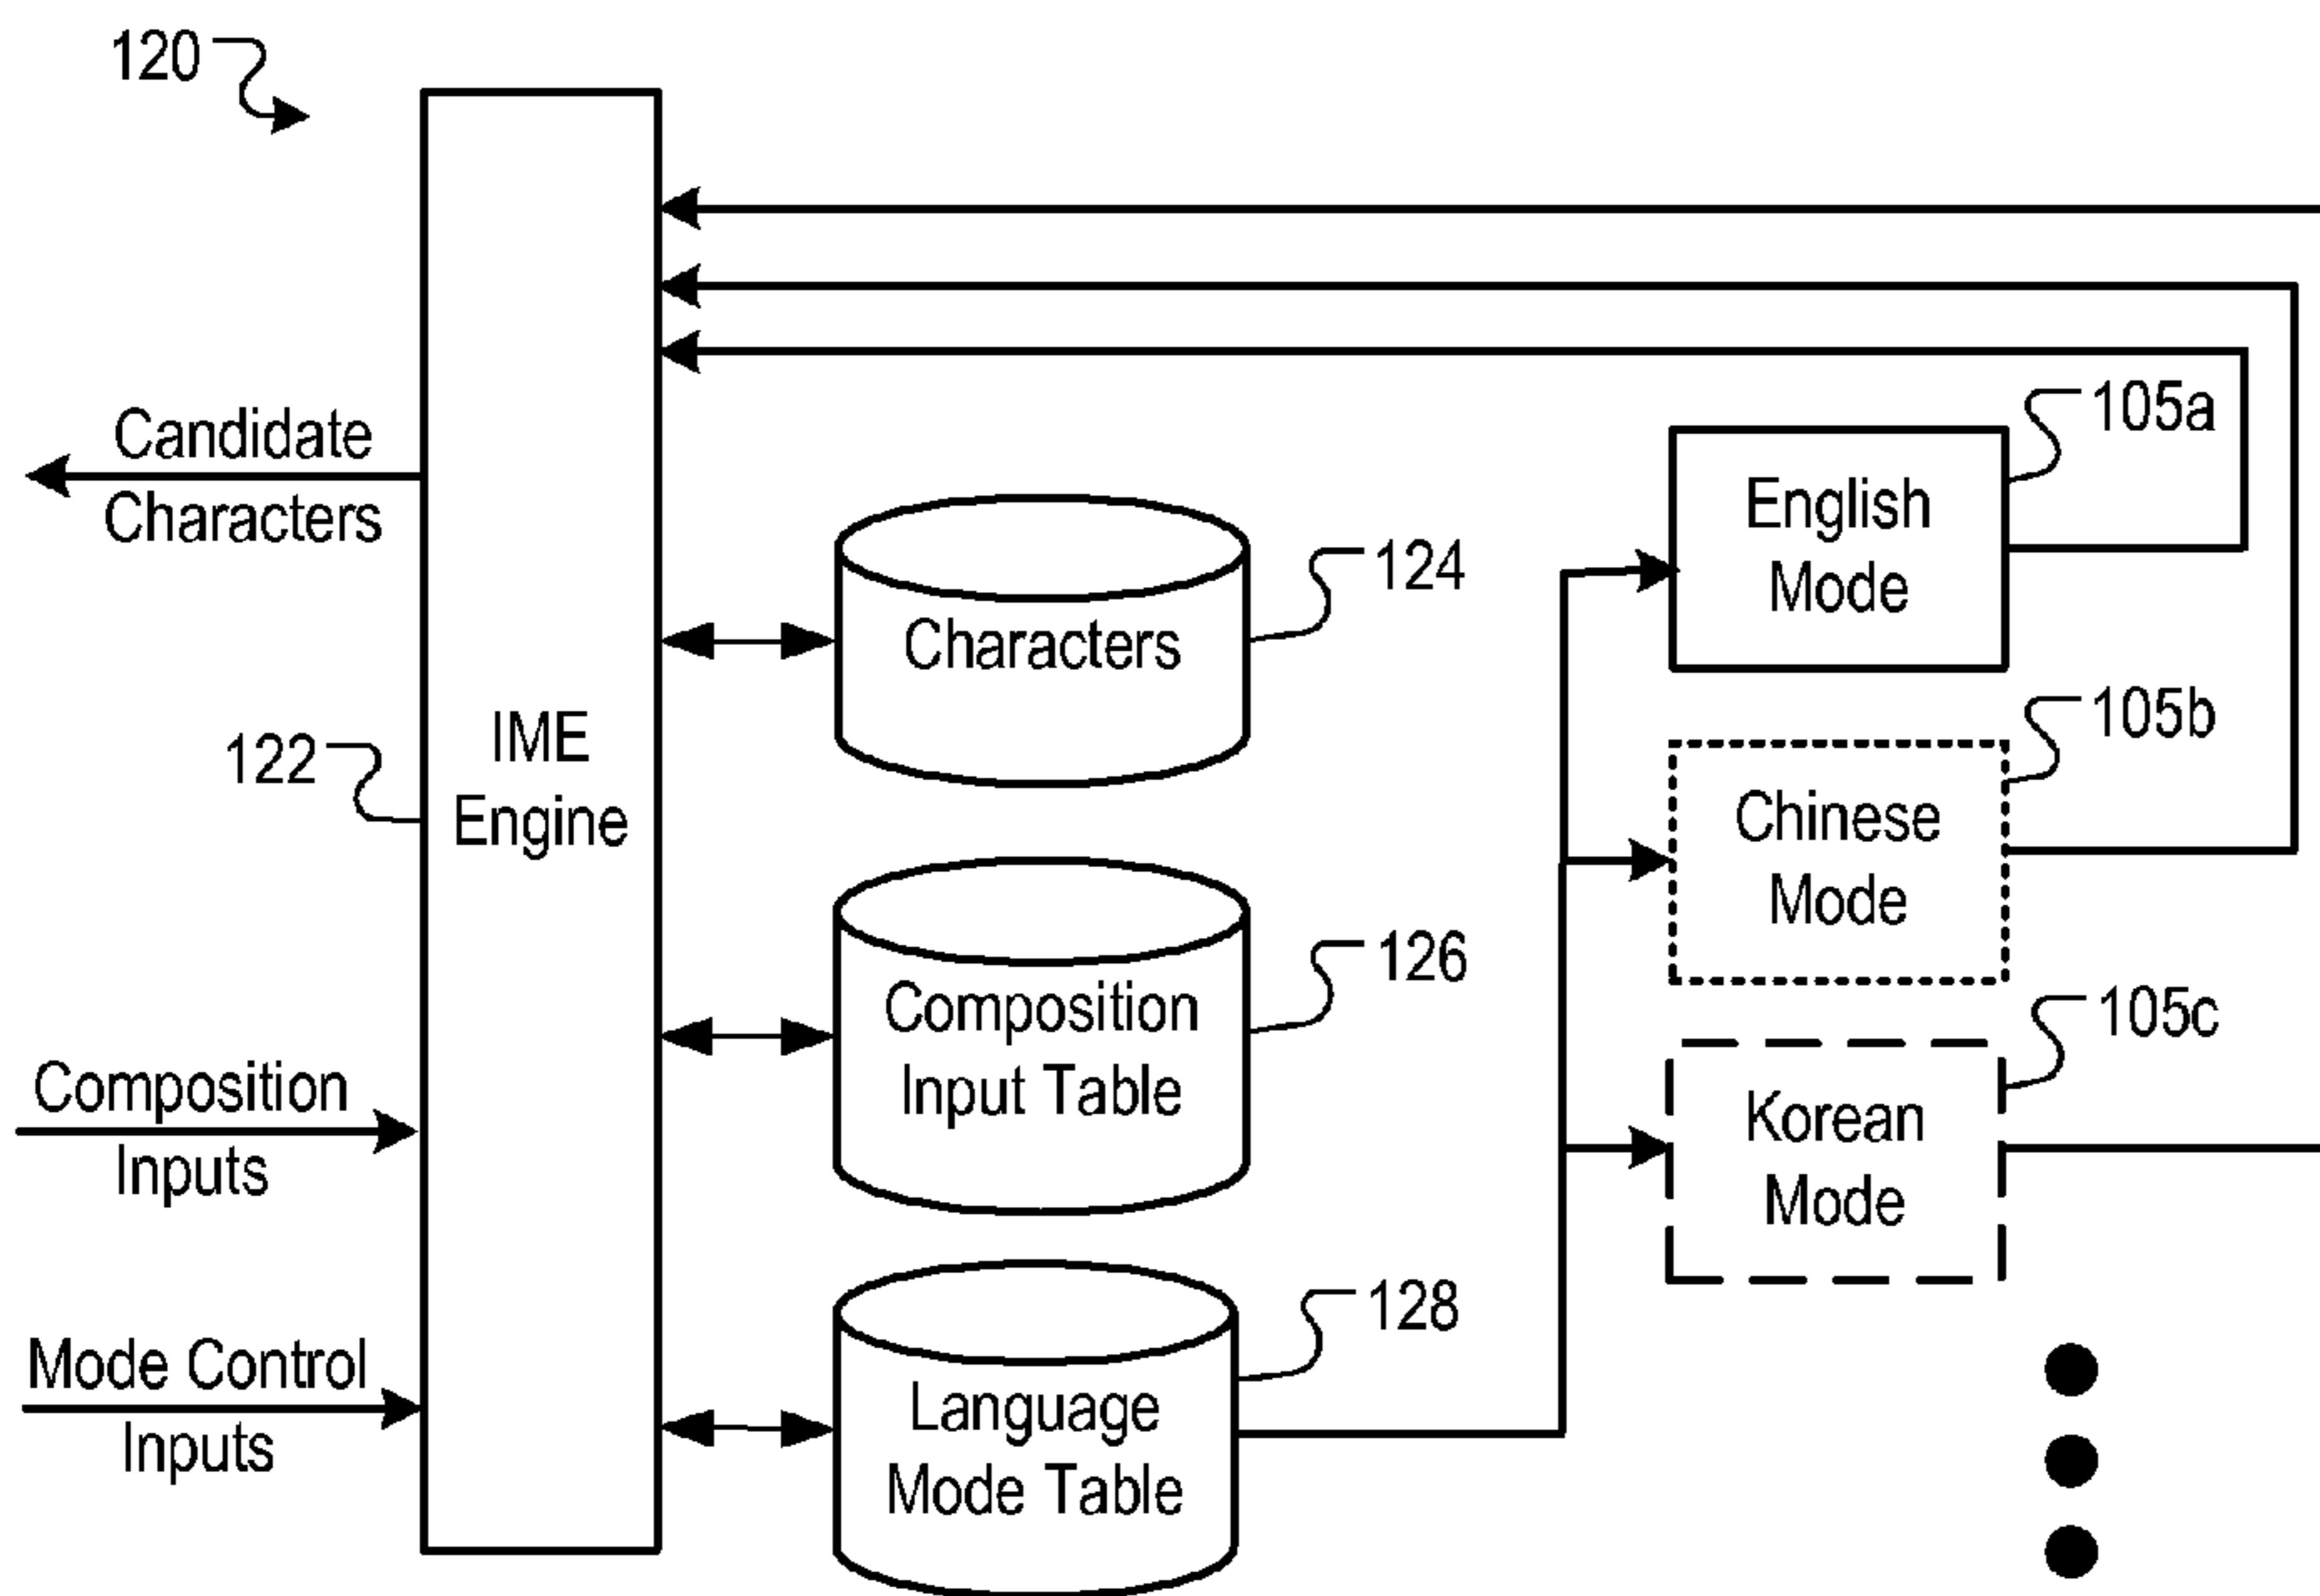 120
Candidate
Characters
122
IME
Engine
Composition
Inputs
Mode Control
Inputs
Characters
124
Composition
Input Table
126
Language
Mode Table
128
English
Mode
105a
Chinese
Mode
105b
Korean
Mode
105c